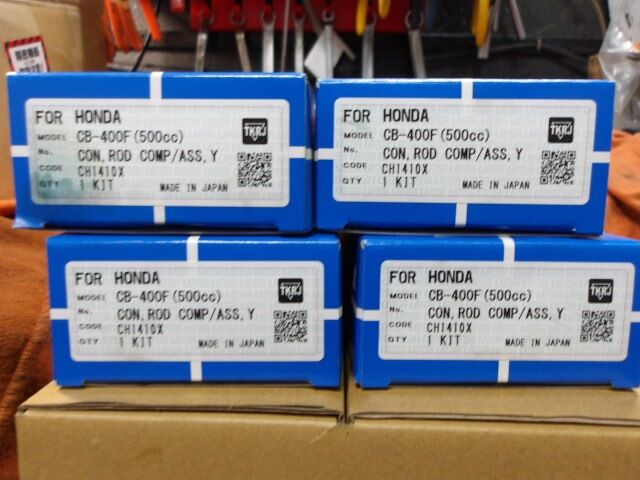 FOR HONDA
MODEL CB-400F(500cc)
No. CON,ROD COMP/ASS,Y
CODE CH1410X
QTY 1 KIT MADE IN JAPAN
TKRJ
FOR HONDA
MODEL CB-400F(500cc)
No. CON,ROD COMP/ASS,Y
CODE CH1410X
QTY 1 KIT MADE IN JAPAN
TKRJ
FOR HONDA
MODEL CB-400F(500cc)
No. CON,ROD COMP/ASS,Y
CODE CH1410X
QTY 1 KIT MADE IN JAPAN
TKRJ
FOR HONDA
MODEL CB-400F(500cc)
No. CON,ROD COMP/ASS,Y
CODE CH1410X
QTY 1 KIT MADE IN JAPAN
TKRJ